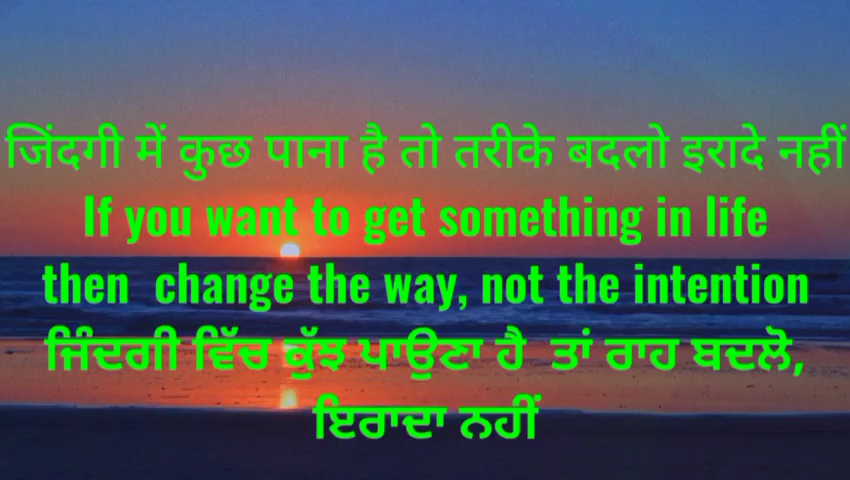 जिंदगी में कुछ पाना है तो तरीके बदलो इरादे नहीं
If you want to get something in life
then change the way, not the intention
ਜਿੰਦਗੀ ਵਿੱਚ ਕੁੱਝ ਪਾਉਣਾ ਹੈ ਤਾਂ ਰਾਹ ਬਦਲੋ,
ਇਰਾਦਾ ਨਹੀਂ